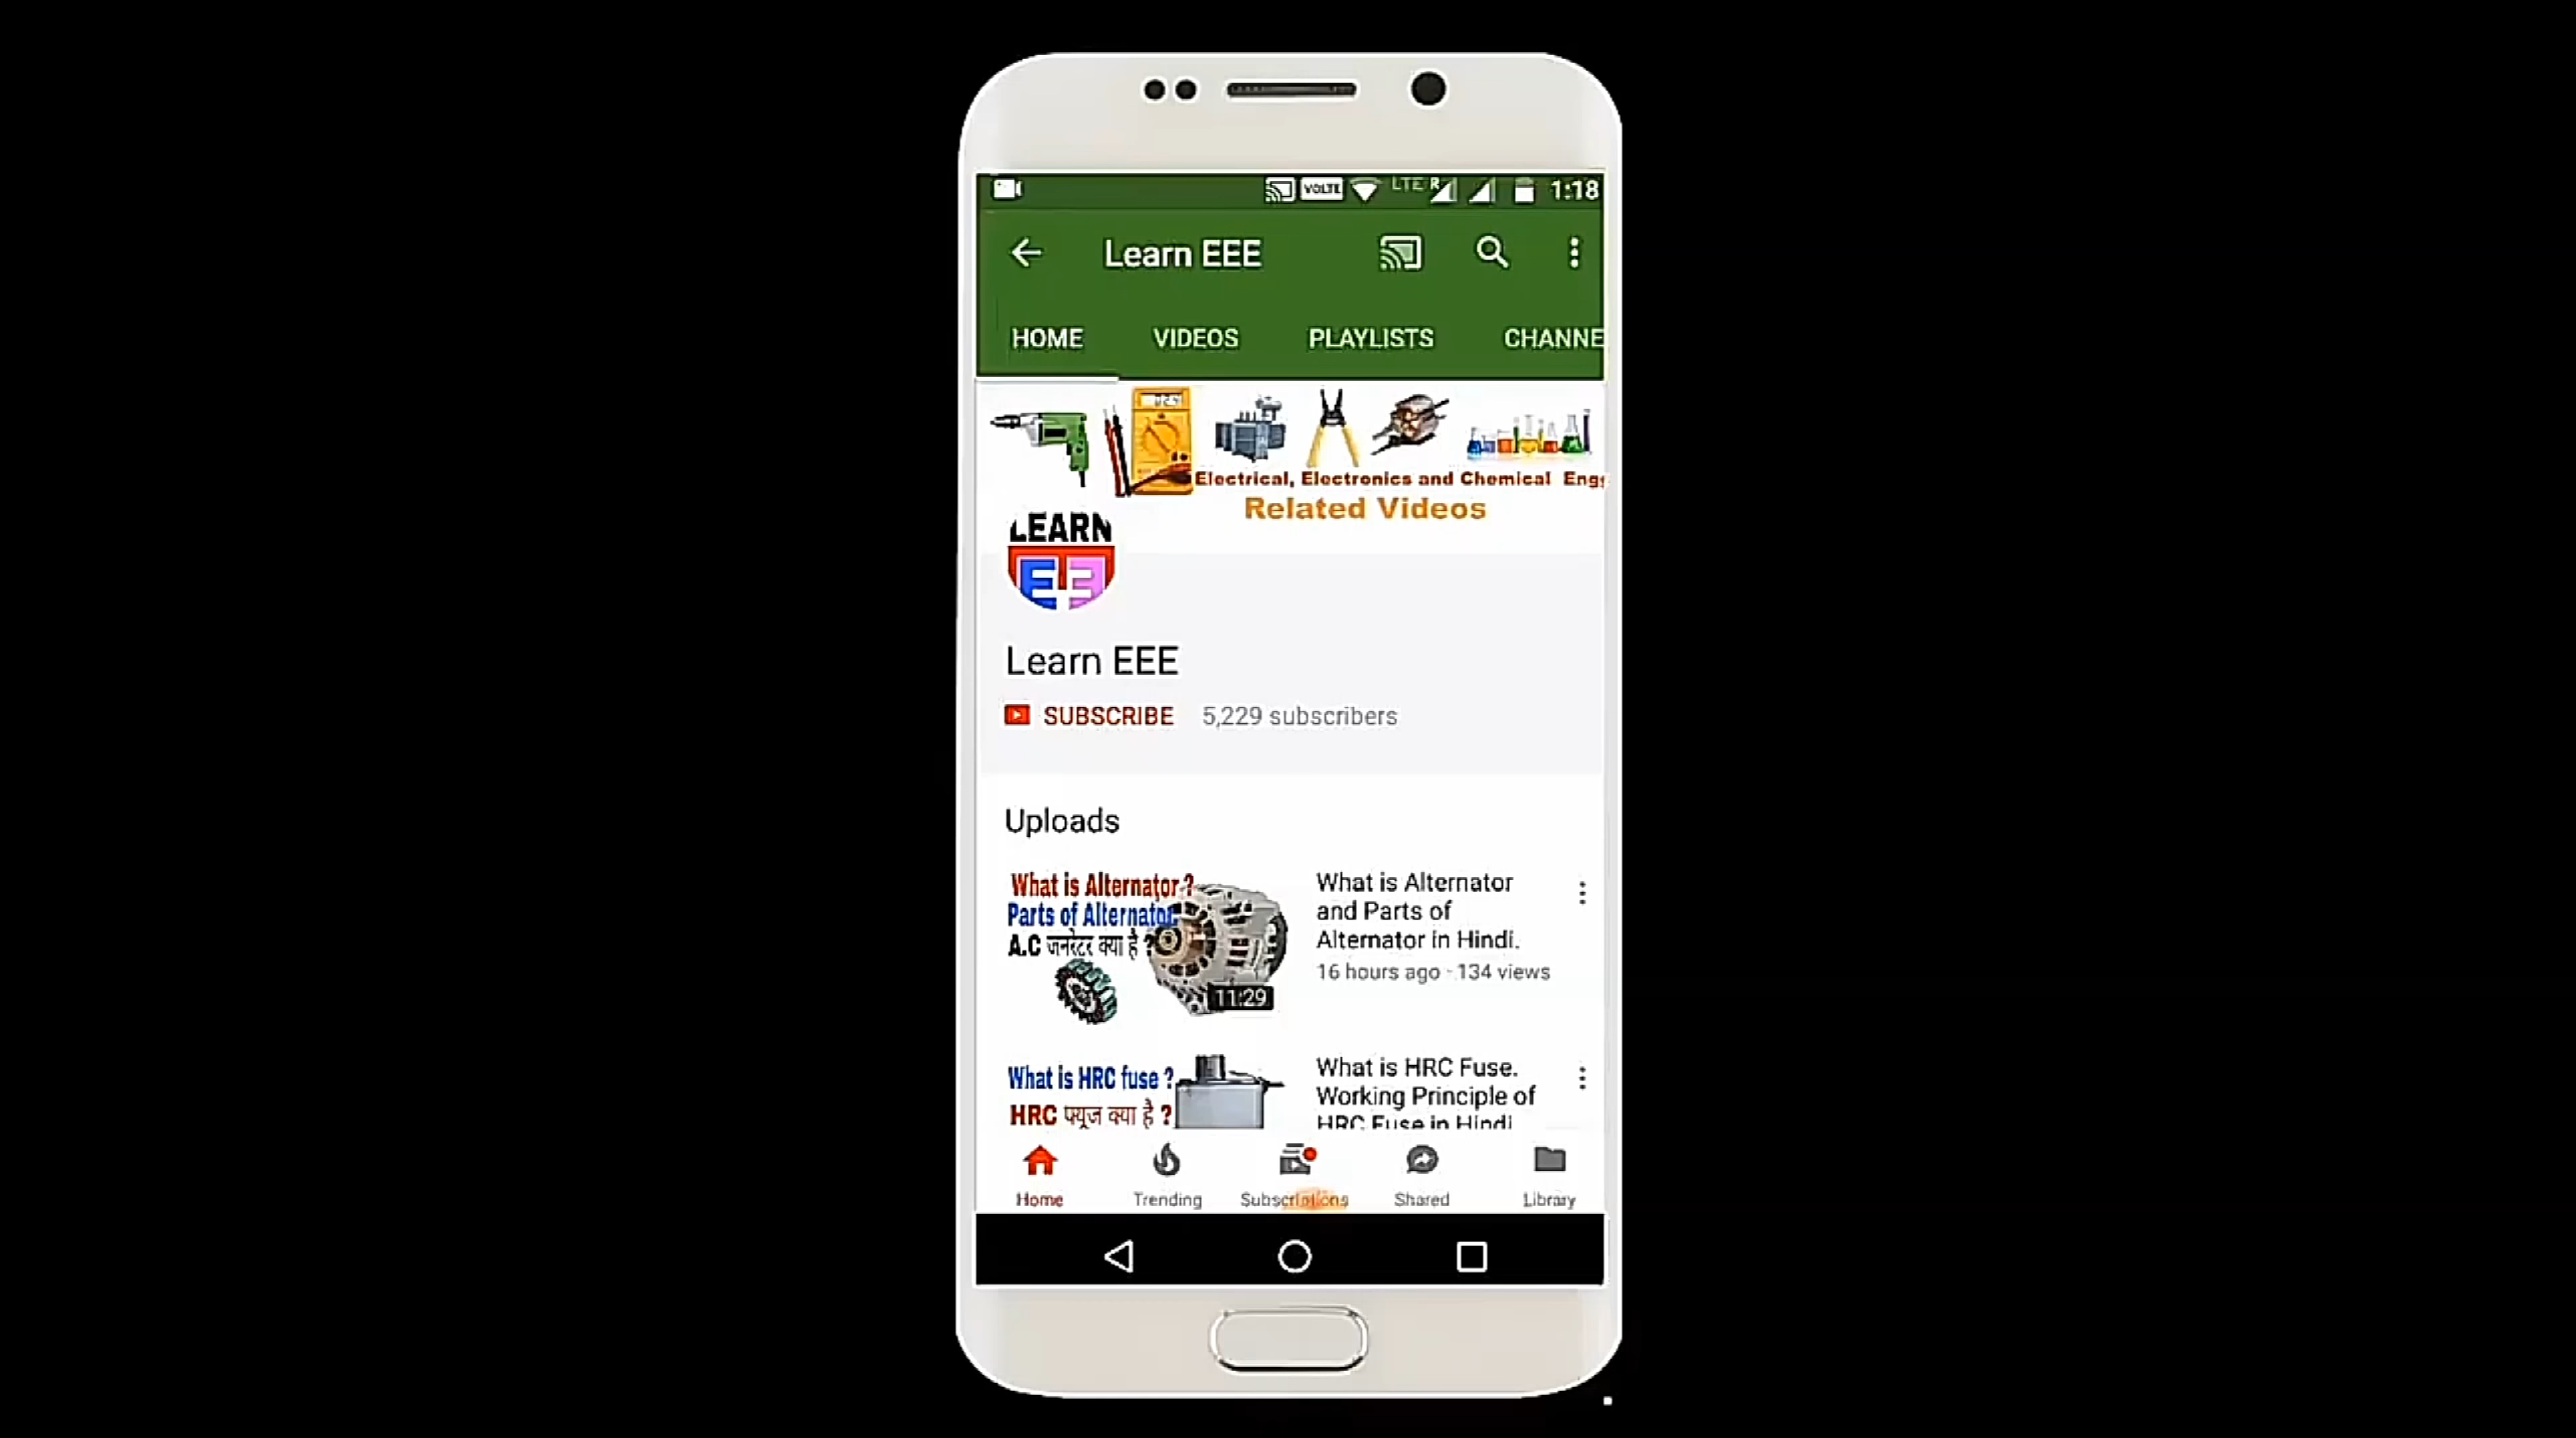 VOLTE LTE R 1:18
Learn EEE
HOME VIDEOS PLAYLISTS CHANNE
Electrical, Electronics and Chemical Engg
Related Videos
LEARN
EEE
Learn EEE
SUBSCRIBE 5,229 subscribers
Uploads
What is Alternator ?
Parts of Alternator
A.C जनरेटर क्या है ?
11:29
What is Alternator
and Parts of
Alternator in Hindi.
16 hours ago · 134 views
What is HRC fuse ?
HRC फ्यूज क्या है ?
What is HRC Fuse.
Working Principle of
HRC Fuse in Hindi
Home Trending Subscriptions Shared Library